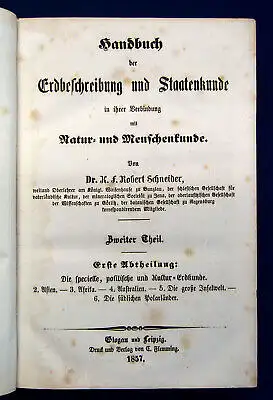 Handbuch
der
Erdbeschreibung und Staatenkunde
in ihrer Verbindung
mit
Natur- und Menschenkunde.
Von
Dr. K. F. Robert Schneider,
weiland Oberlehrer am Königl. Waisenhause zu Bunzlau, der schlesischen Gesellschaft für
vaterländische Kultur, der mineralogischen Societät zu Jena, der oberlausitzischen Gesellschaft
der Wissenschaften zu Görlitz, der botanischen Gesellschaft zu Regensburg
korrespondirendem Mitgliede.
Zweiter Theil.
Erste Abtheilung:
Die specielle, politische und Kultur-Erdkunde.
2. Asien. — 3. Afrika. — 4. Australien. — 5. Die große Inselwelt. —
6. Die südlichen Polarländer.
Glogau und Leipzig.
Druck und Verlag von C. Flemming.
1857.